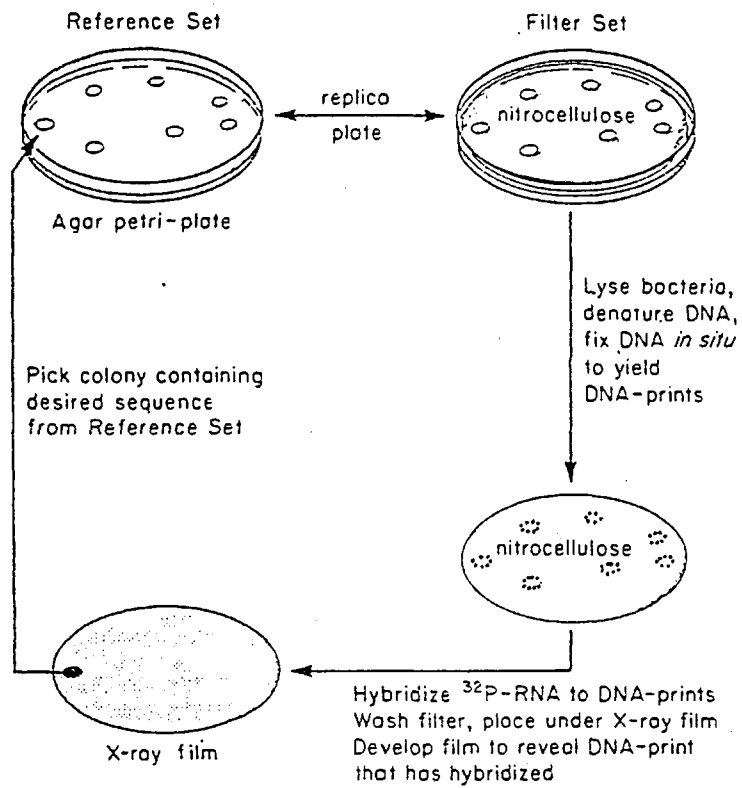 Reference Set
Filter Set
replica
plate
nitrocellulose
Agar petri-plate
Lyse bacteria,
denature DNA,
fix DNA in situ
to yield
DNA-prints
Pick colony containing
desired sequence
from Reference Set
nitrocellulose
Hybridize ³²P-RNA to DNA-prints
Wash filter, place under X-ray film
Develop film to reveal DNA-print
that has hybridized
X-ray film